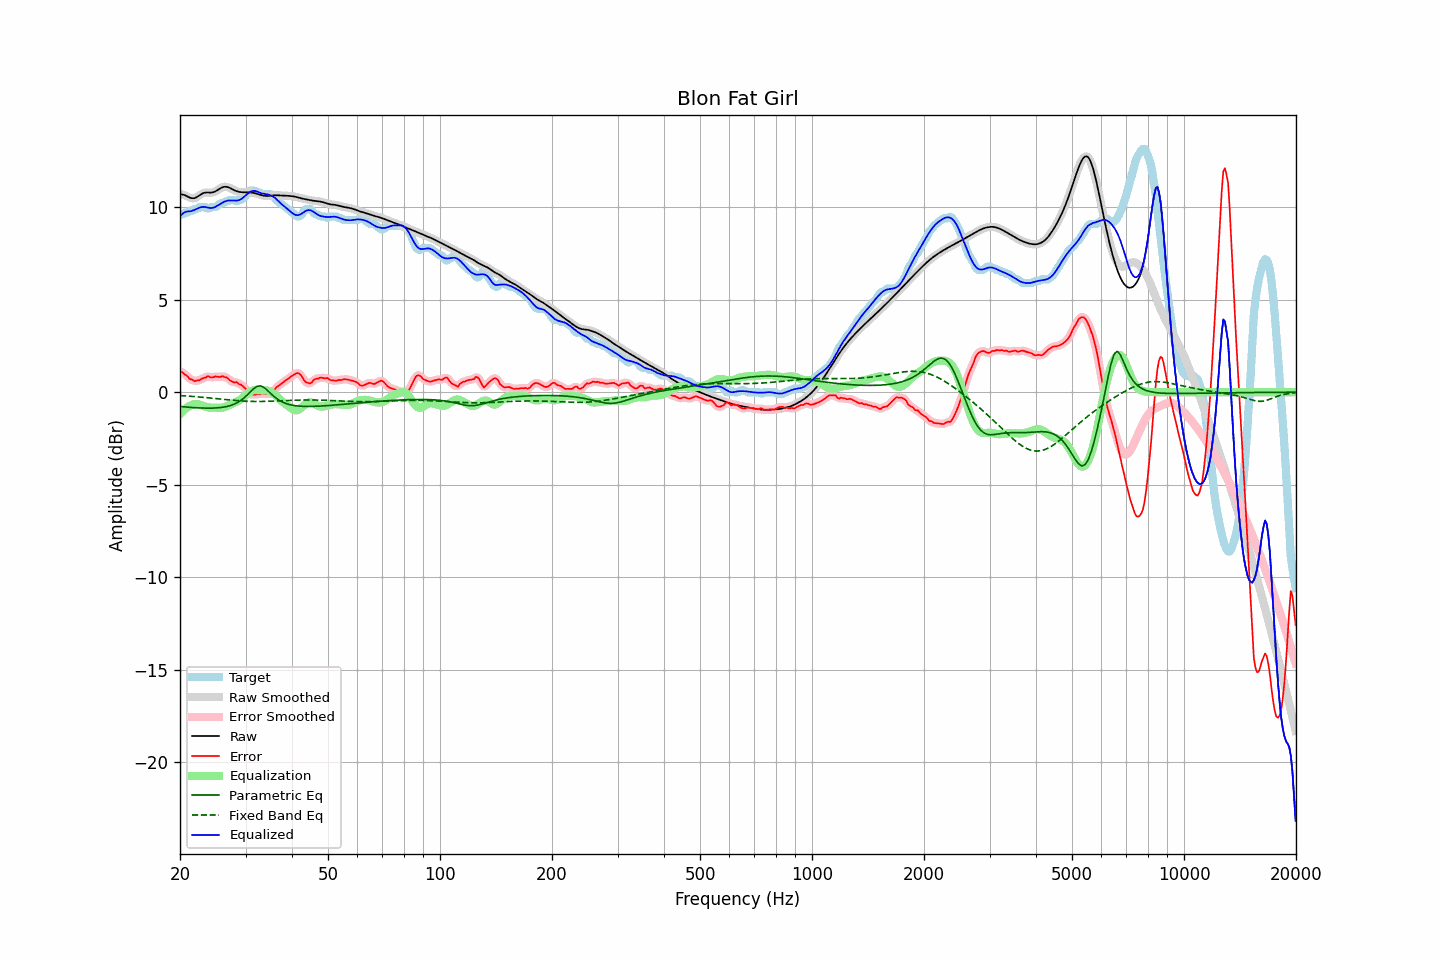 Blon Fat Girl
Amplitude (dBr)
10
5
0
−5
−10
−15
−20
Target
Raw Smoothed
Error Smoothed
Raw
Error
Equalization
Parametric Eq
Fixed Band Eq
Equalized
20 50 100 200 500 1000 2000 5000 10000 20000
Frequency (Hz)